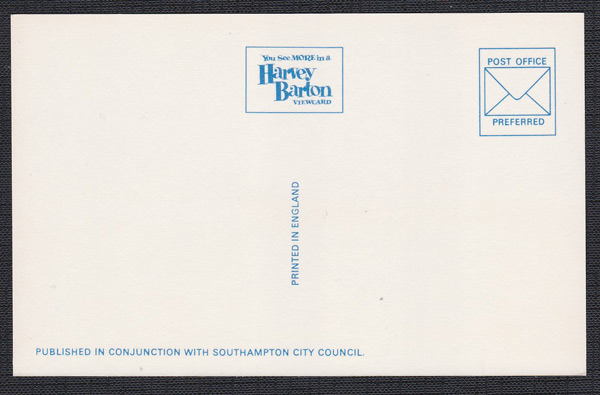 You See MORE in a
Harvey
Barton
VIEWCARD
POST OFFICE
PREFERRED
PRINTED IN ENGLAND
PUBLISHED IN CONJUNCTION WITH SOUTHAMPTON CITY COUNCIL.